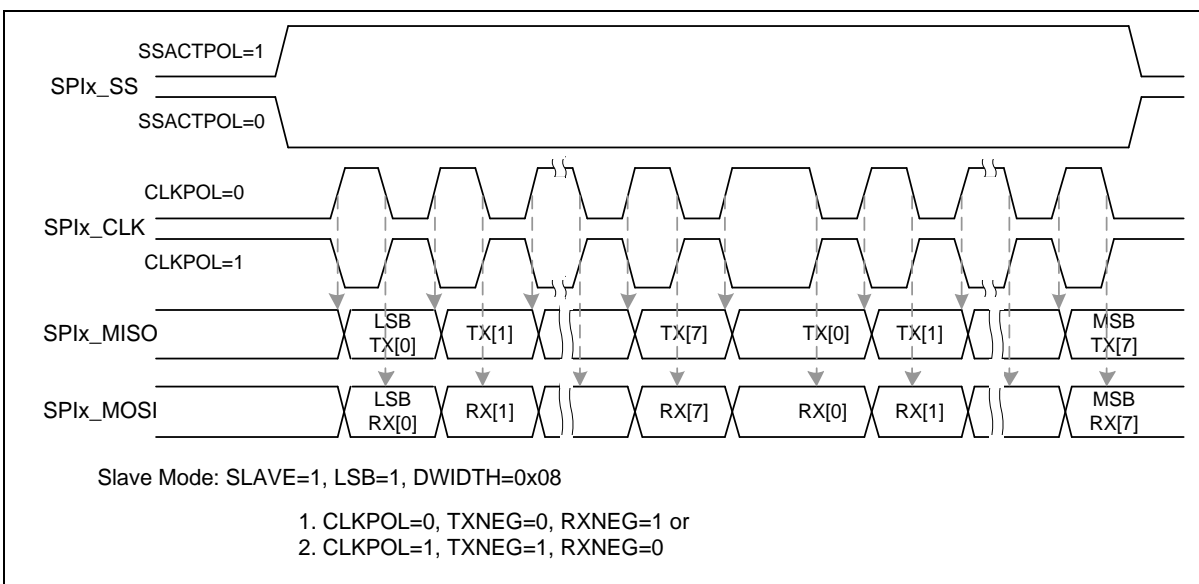 SSACTPOL=1
SPIx_SS
SSACTPOL=0
CLKPOL=0
SPIx_CLK
CLKPOL=1
SPIx_MISO
LSB
TX[0]
TX[1]
TX[7]
TX[0]
TX[1]
MSB
TX[7]
SPIx_MOSI
LSB
RX[0]
RX[1]
RX[7]
RX[0]
RX[1]
MSB
RX[7]
Slave Mode: SLAVE=1, LSB=1, DWIDTH=0x08
1. CLKPOL=0, TXNEG=0, RXNEG=1 or
2. CLKPOL=1, TXNEG=1, RXNEG=0